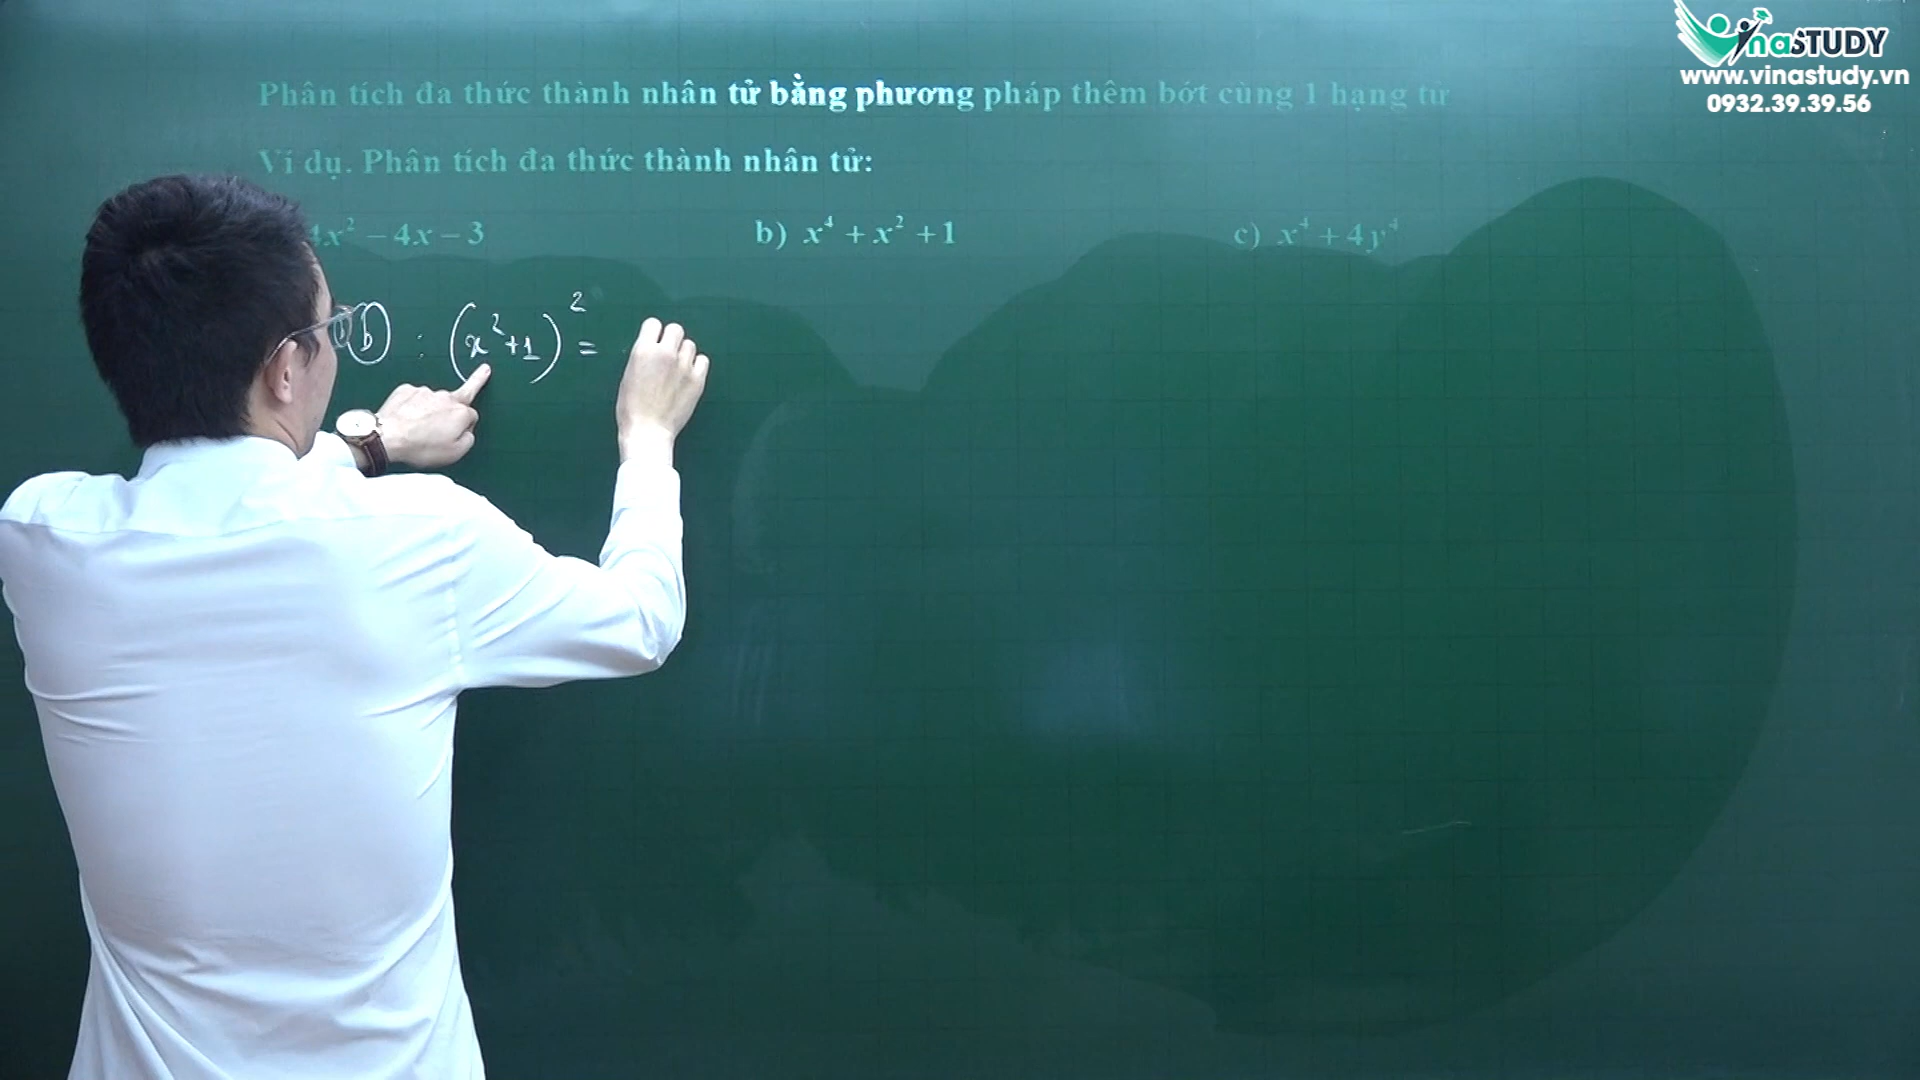 VinaSTUDY
www.vinastudy.vn
0932.39.39.56
Phân tích đa thức thành nhân tử bằng phương pháp thêm bớt cùng 1 hạng tử
Ví dụ. Phân tích đa thức thành nhân tử:
4x² – 4x – 3
b) x⁴ + x² + 1
c) x⁴ + 4y⁴
b : (x² + 1)² =